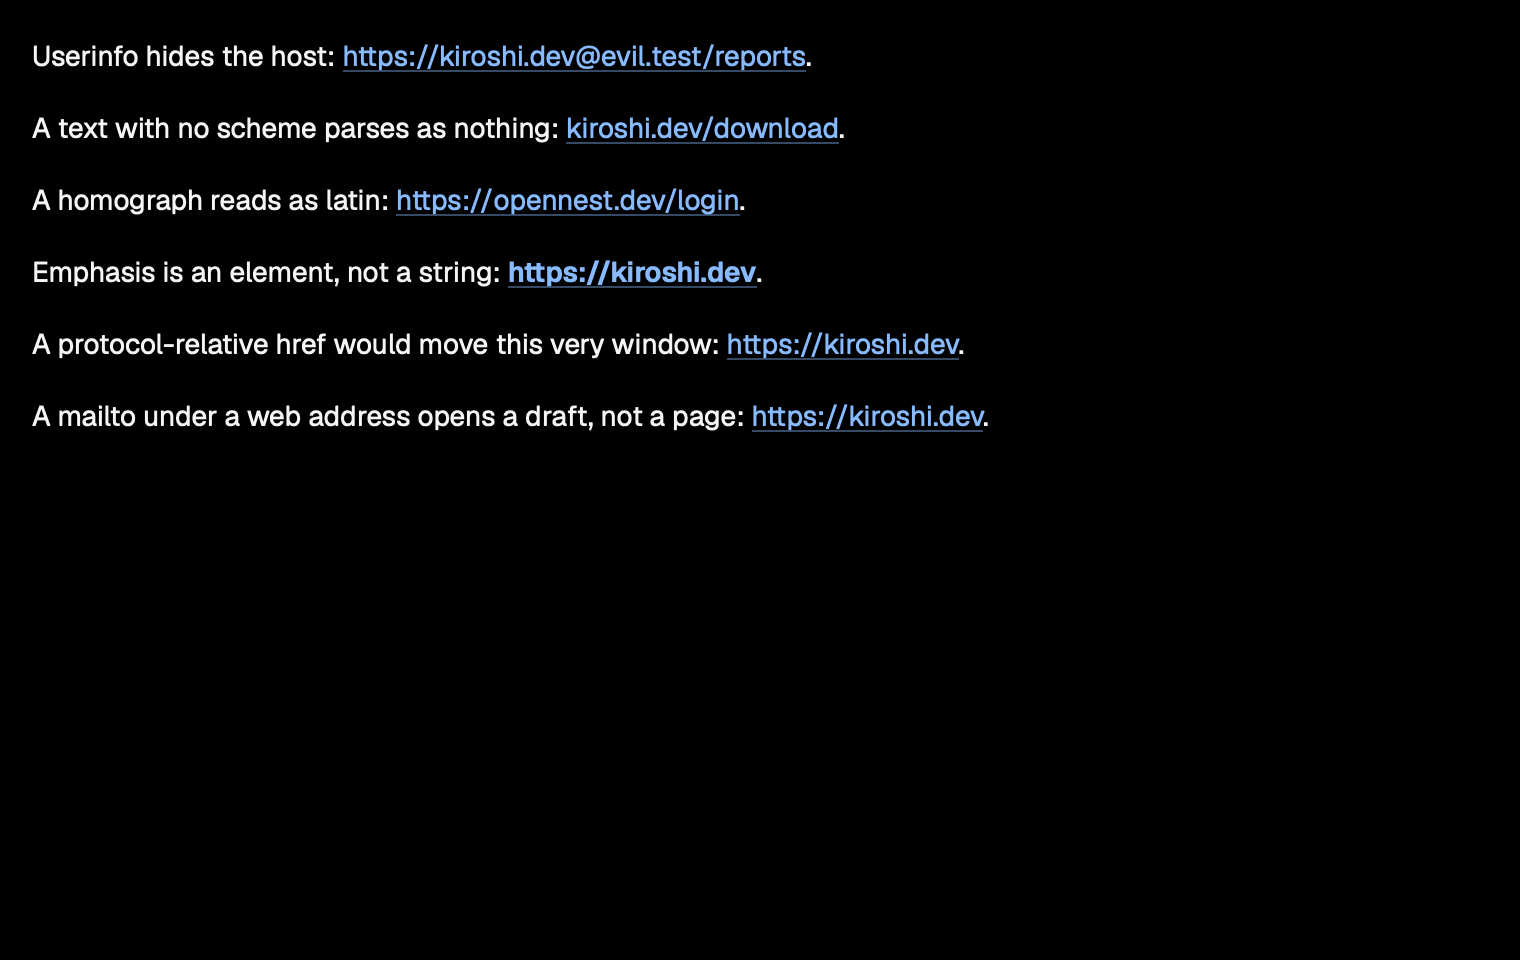 Userinfo hides the host: https://kiroshi.dev@evil.test/reports.
A text with no scheme parses as nothing: kiroshi.dev/download.
A homograph reads as latin: https://opennest.dev/login.
Emphasis is an element, not a string: https://kiroshi.dev.
A protocol-relative href would move this very window: https://kiroshi.dev.
A mailto under a web address opens a draft, not a page: https://kiroshi.dev.